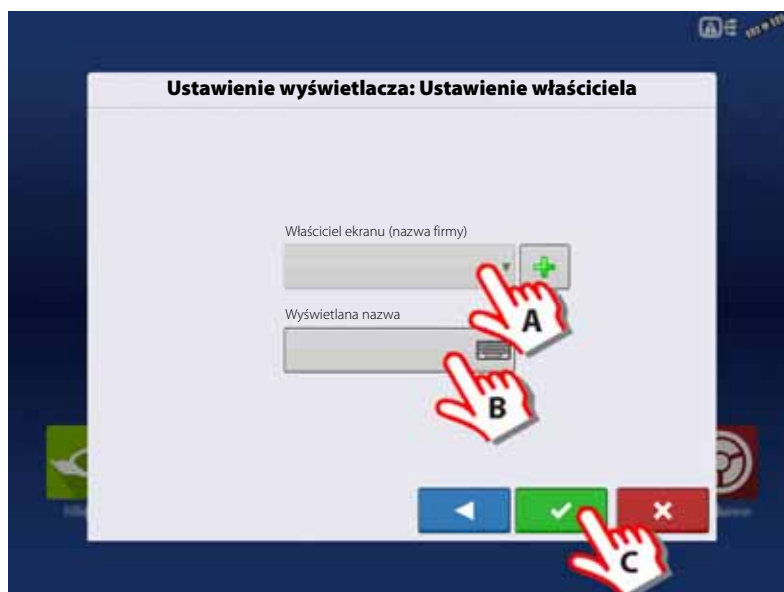 Ustawienie wyświetlacza: Ustawienie właściciela
Właściciel ekranu (nazwa firmy)
A
Wyświetlana nazwa
B
C